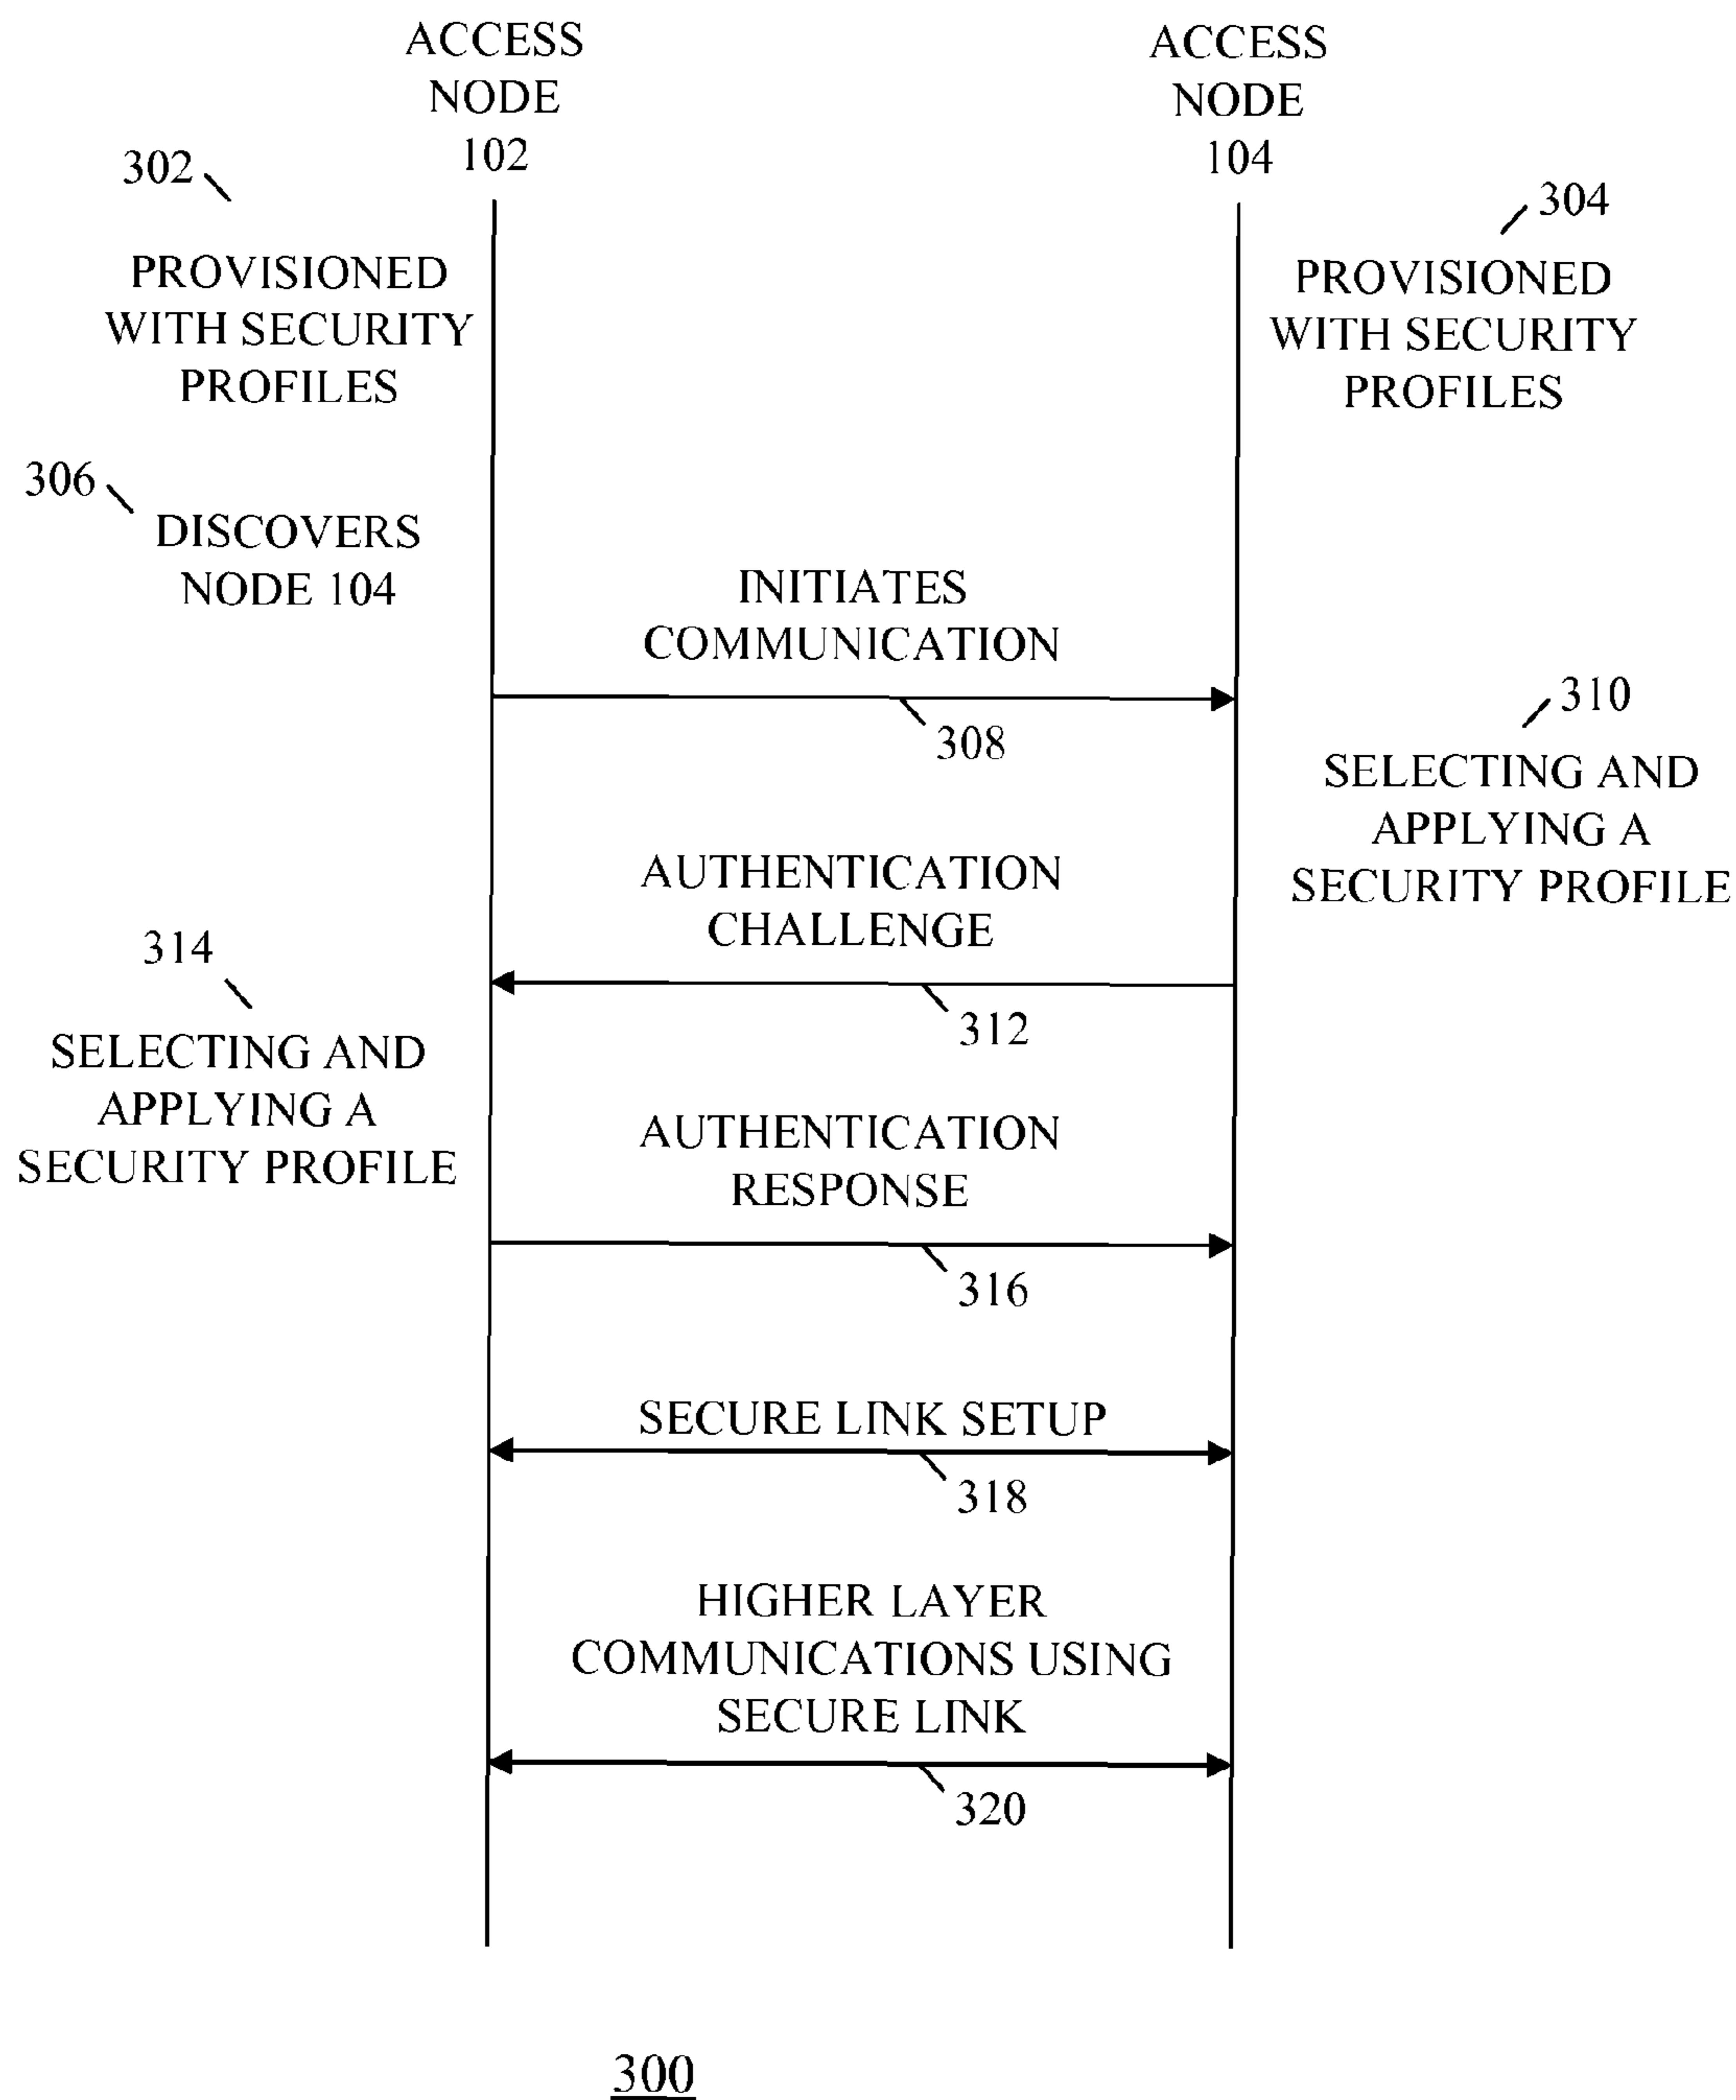 ACCESS
NODE
102
ACCESS
NODE
104
302
PROVISIONED
WITH SECURITY
PROFILES
304
PROVISIONED
WITH SECURITY
PROFILES
306
DISCOVERS
NODE 104
INITIATES
COMMUNICATION
308
310
SELECTING AND
APPLYING A
SECURITY PROFILE
AUTHENTICATION
CHALLENGE
312
314
SELECTING AND
APPLYING A
SECURITY PROFILE
AUTHENTICATION
RESPONSE
316
SECURE LINK SETUP
318
HIGHER LAYER
COMMUNICATIONS USING
SECURE LINK
320
300